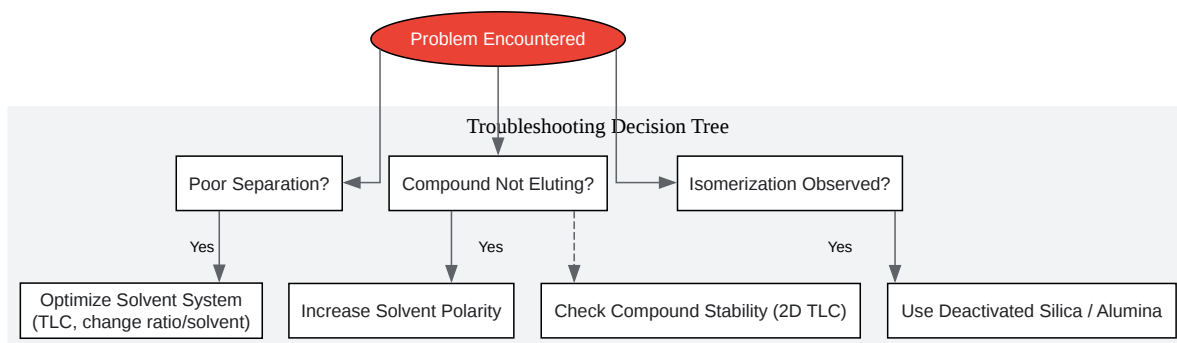 Problem Encountered
Troubleshooting Decision Tree
Poor Separation?
Compound Not Eluting?
Isomerization Observed?
Yes
Yes
Yes
Optimize Solvent System
(TLC, change ratio/solvent)
Increase Solvent Polarity
Check Compound Stability (2D TLC)
Use Deactivated Silica / Alumina